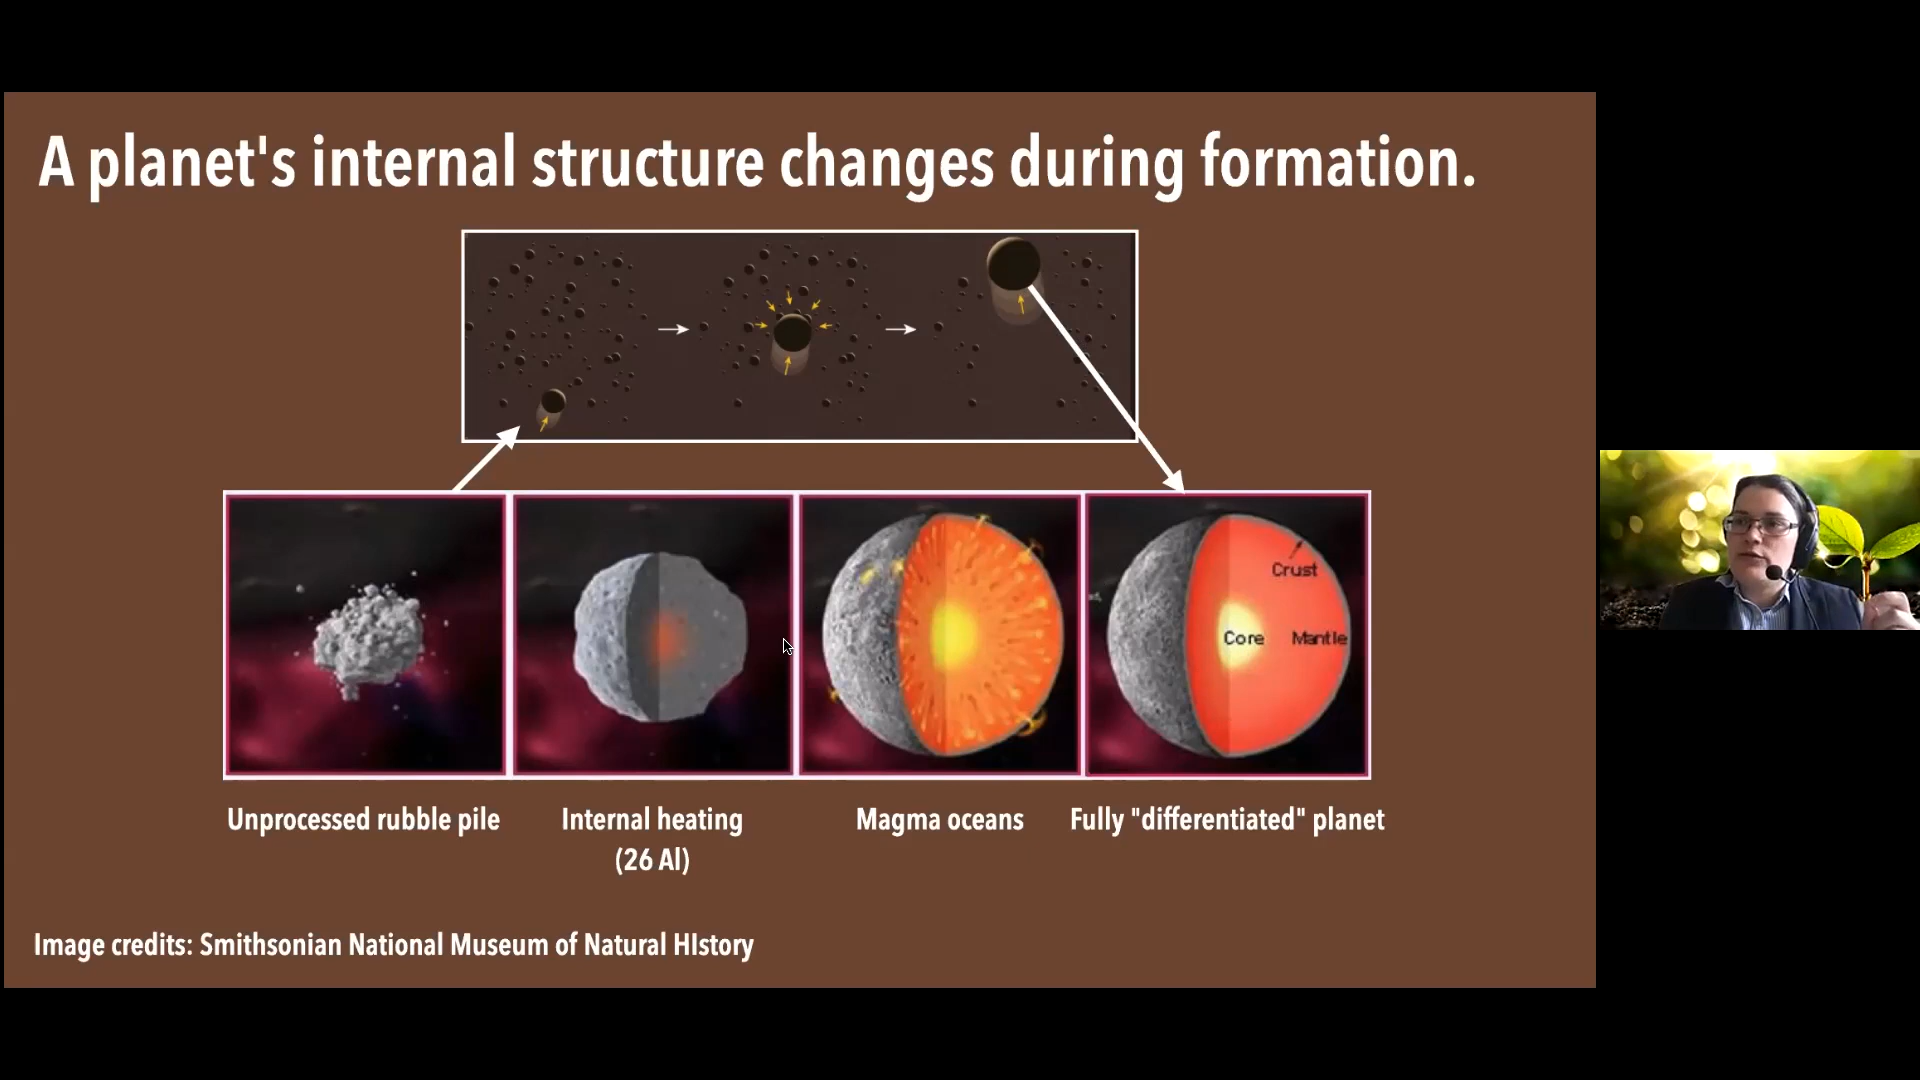 A planet's internal structure changes during formation.
Crust
Core
Mantle
Unprocessed rubble pile
Internal heating
(26 Al)
Magma oceans
Fully "differentiated" planet
Image credits: Smithsonian National Museum of Natural HIstory